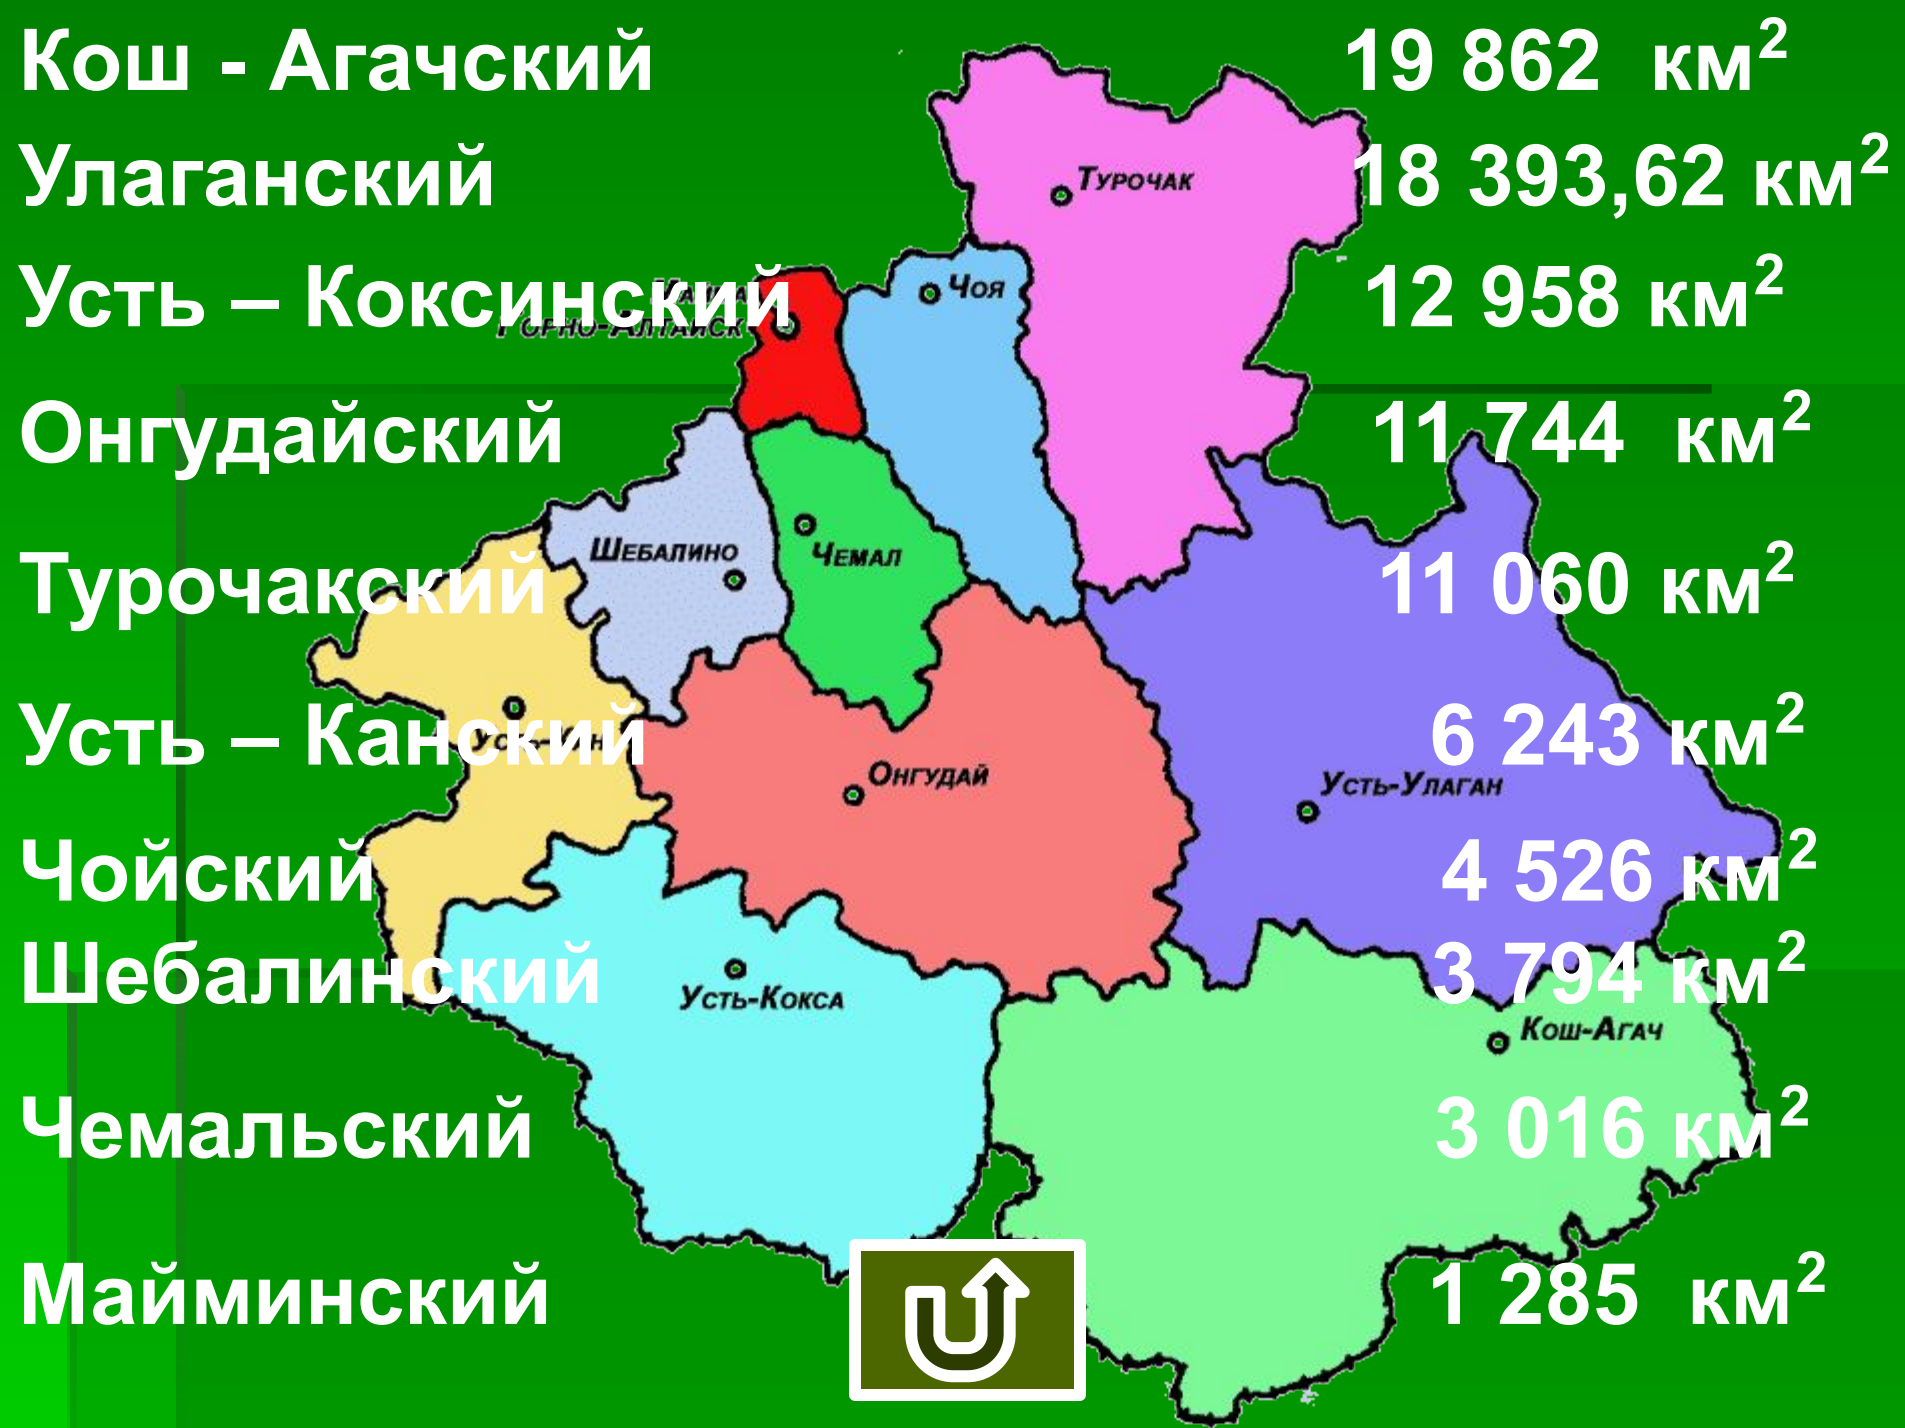 Кош - Агачский 19 862 км²
Улаганский 18 393,62 км²
Усть – Коксинский 12 958 км²
Онгудайский 11 744 км²
Турочакский 11 060 км²
Усть – Канский 6 243 км²
Чойский 4 526 км²
Шебалинский 3 794 км²
Чемальский 3 016 км²
Майминский 1 285 км²
Турочак
Чоя
Горно-Алтайск
Шебалино
Чемал
Онгудай
Усть-Улаган
Усть-Кокса
Кош-Агач